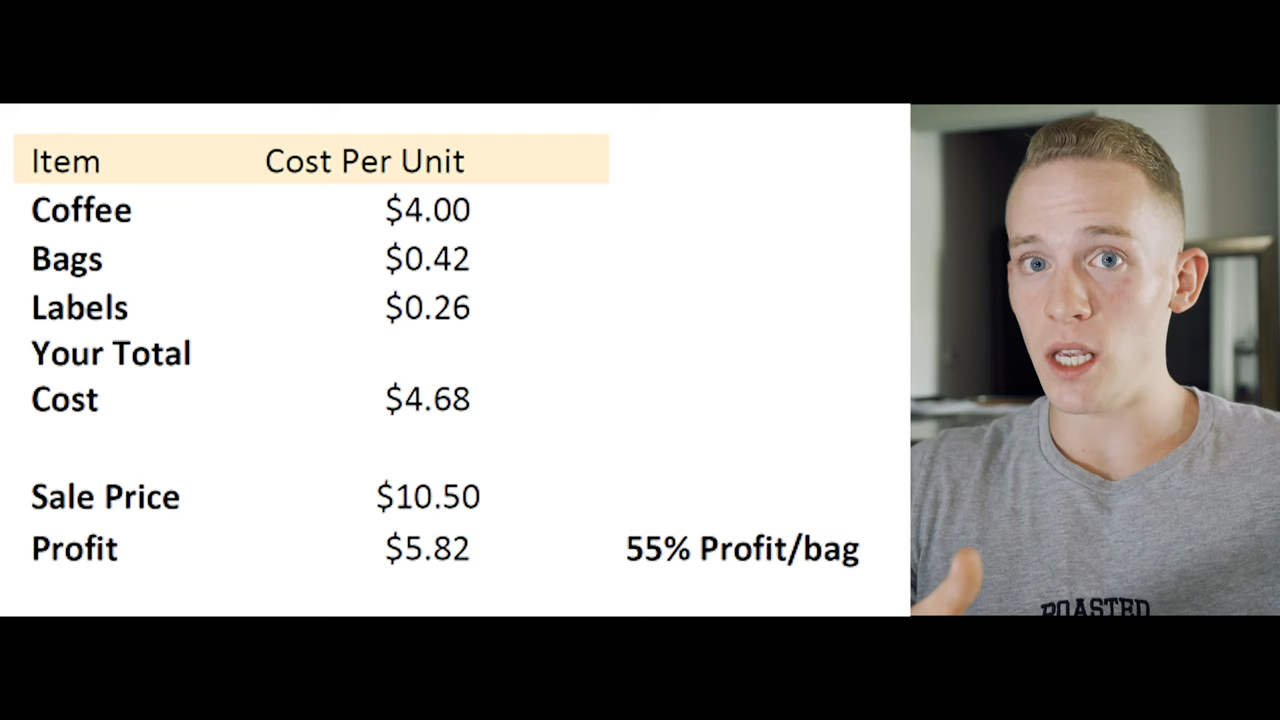 Item Cost Per Unit
Coffee $4.00
Bags $0.42
Labels $0.26
Your Total
Cost $4.68
Sale Price $10.50
Profit $5.82 55% Profit/bag
ROASTED